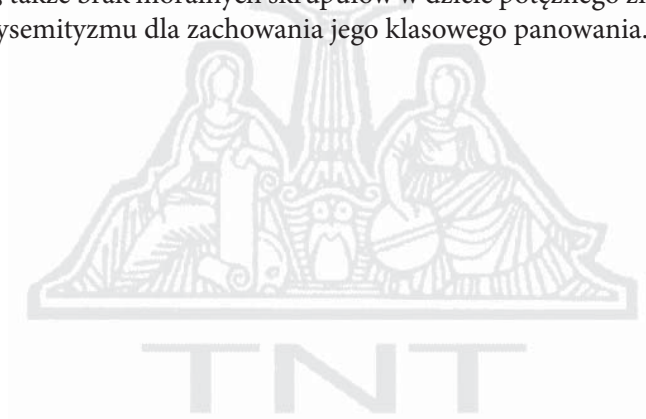 także brak moralnych skrupułów w dziele potężnego
ysemityzmu dla zachowania jego klasowego panowania.
TNT